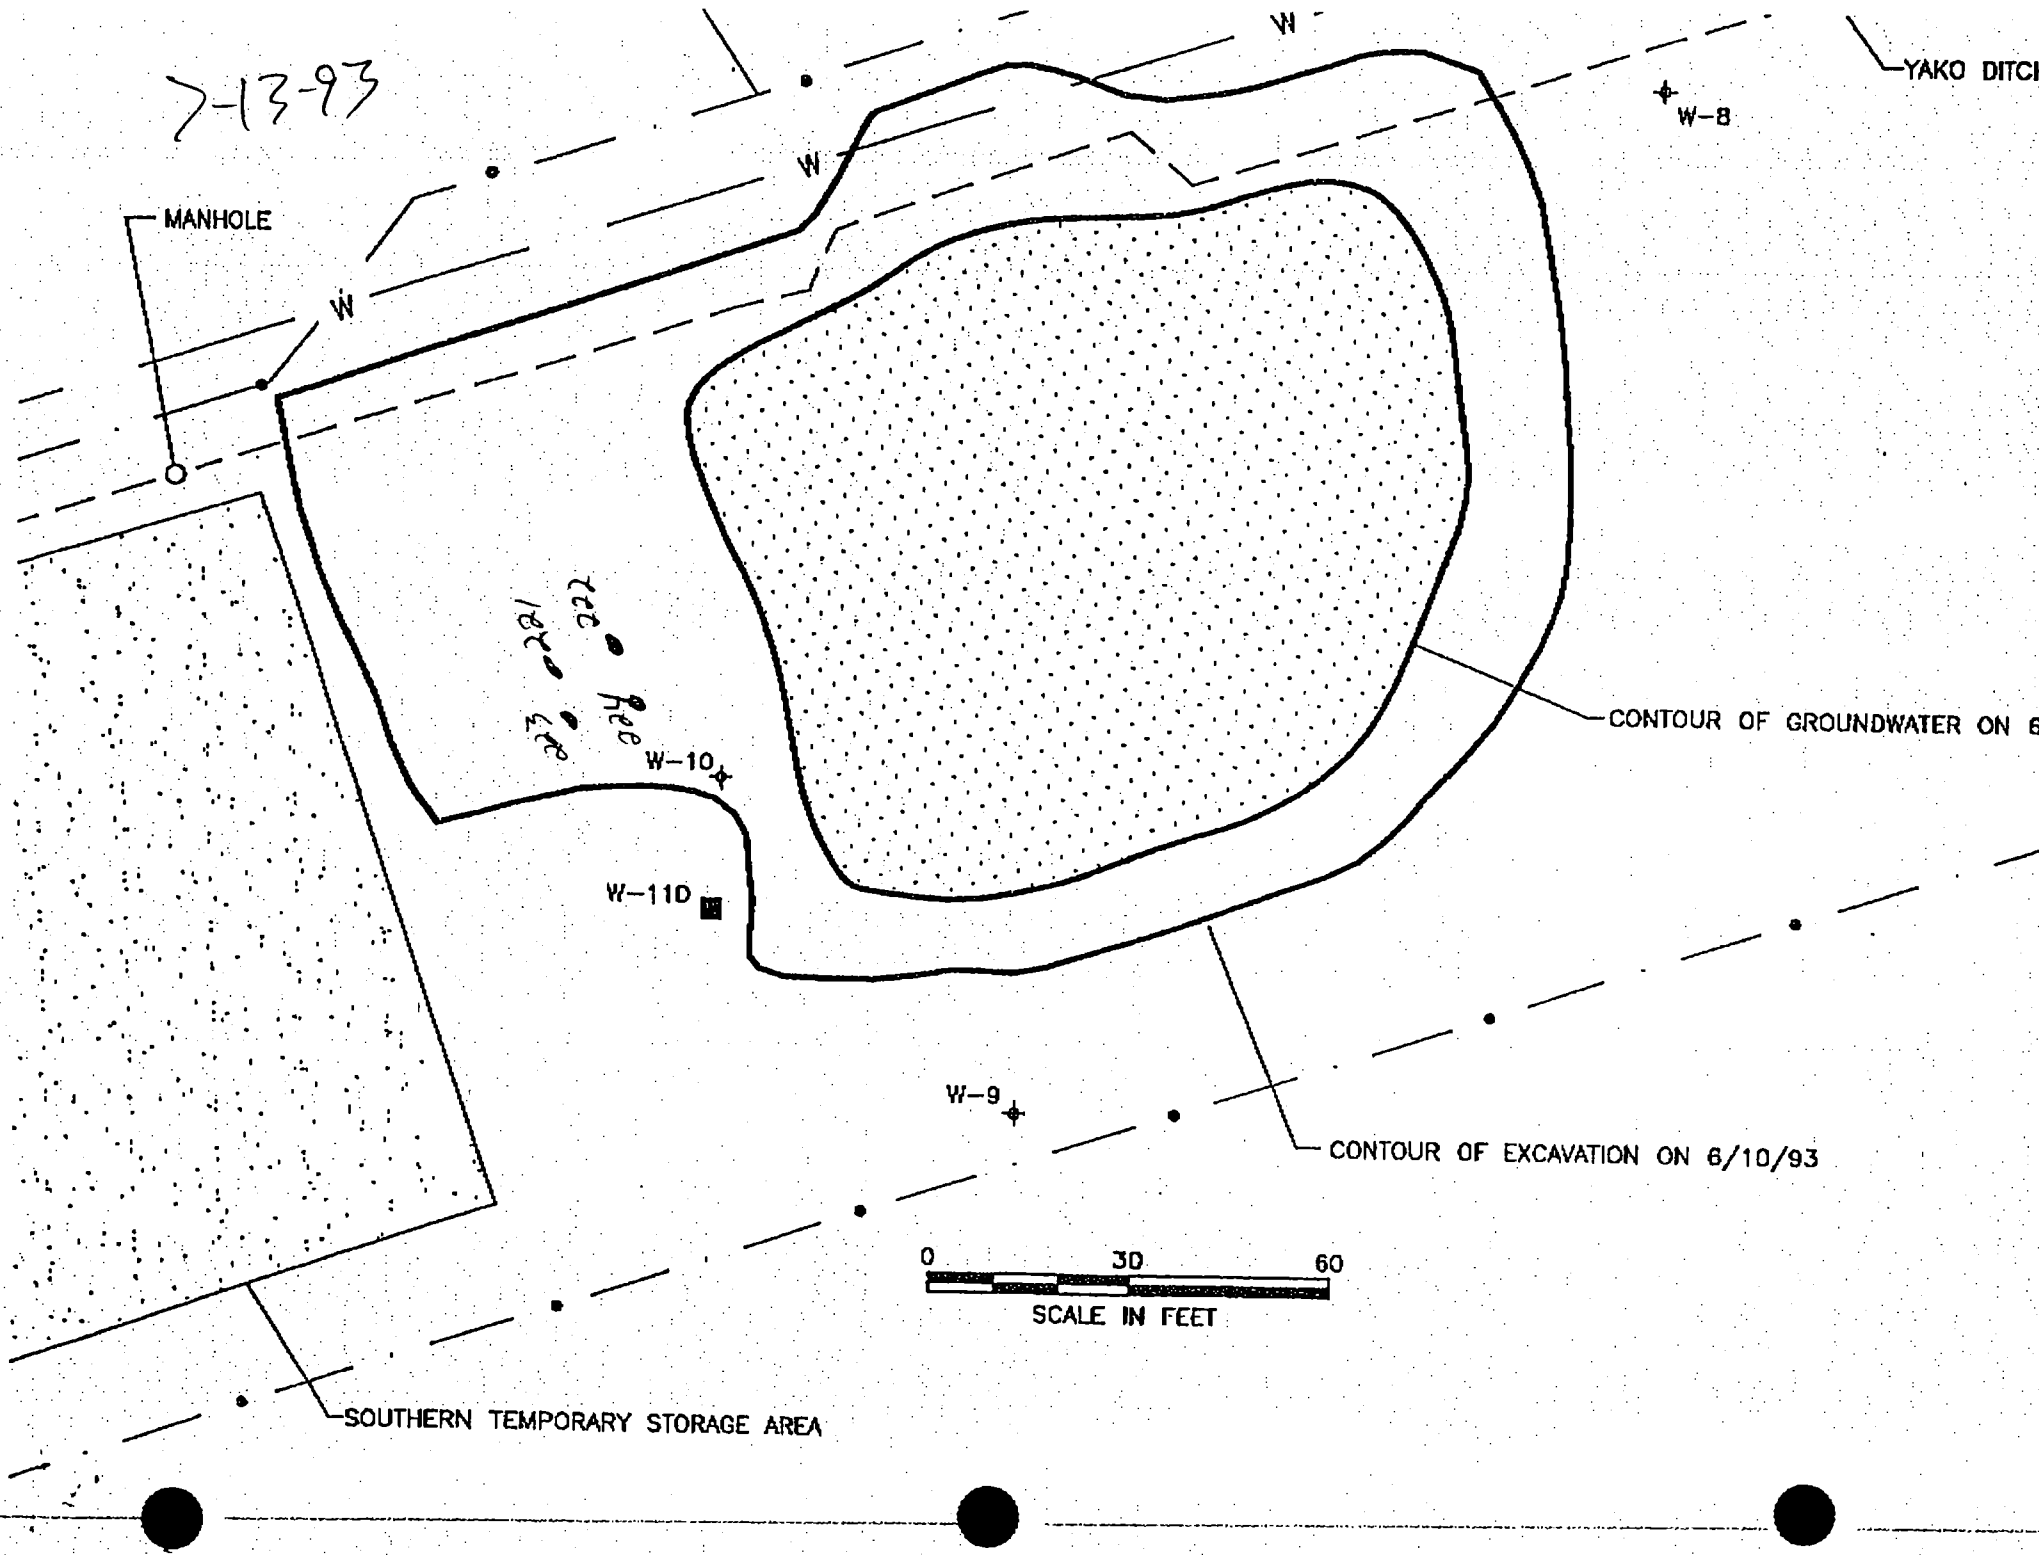 W
7-13-93
YAKO DITC
W-8
W
MANHOLE
W
W-10
CONTOUR OF GROUNDWATER ON 6
W-11D
W-9
CONTOUR OF EXCAVATION ON 6/10/93
0 30 60
SCALE IN FEET
SOUTHERN TEMPORARY STORAGE AREA